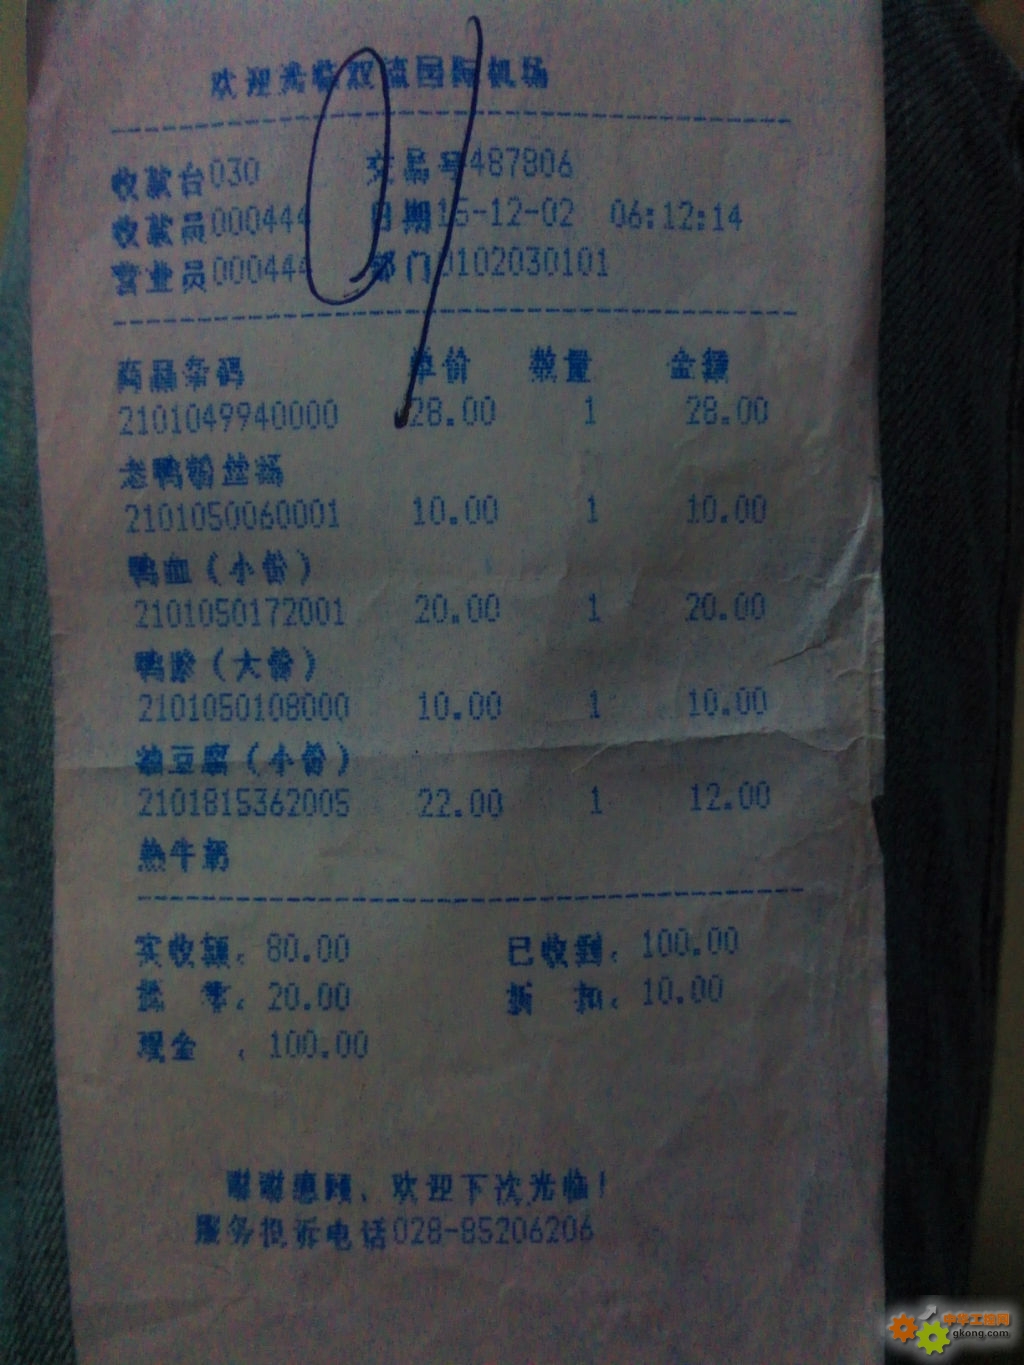 欢迎光临双流国际机场
收款台030 交易号487806
收款员000444 日期15-12-02 06:12:14
营业员000444 部门0102030101
商品条码 单价 数量 金额
2101049940000 28.00 1 28.00
老鸭粉丝汤
2101050060001 10.00 1 10.00
鸭血(小份)
2101050172001 20.00 1 20.00
鸭胗(大份)
2101050108000 10.00 1 10.00
油豆腐(小份)
2101815362005 22.00 1 12.00
热牛奶
实收额: 80.00 已收到: 100.00
找 零: 20.00 折 扣: 10.00
现金 : 100.00
谢谢惠顾、欢迎下次光临!
服务投诉电话028-85206206
中华工控网
gkong.com